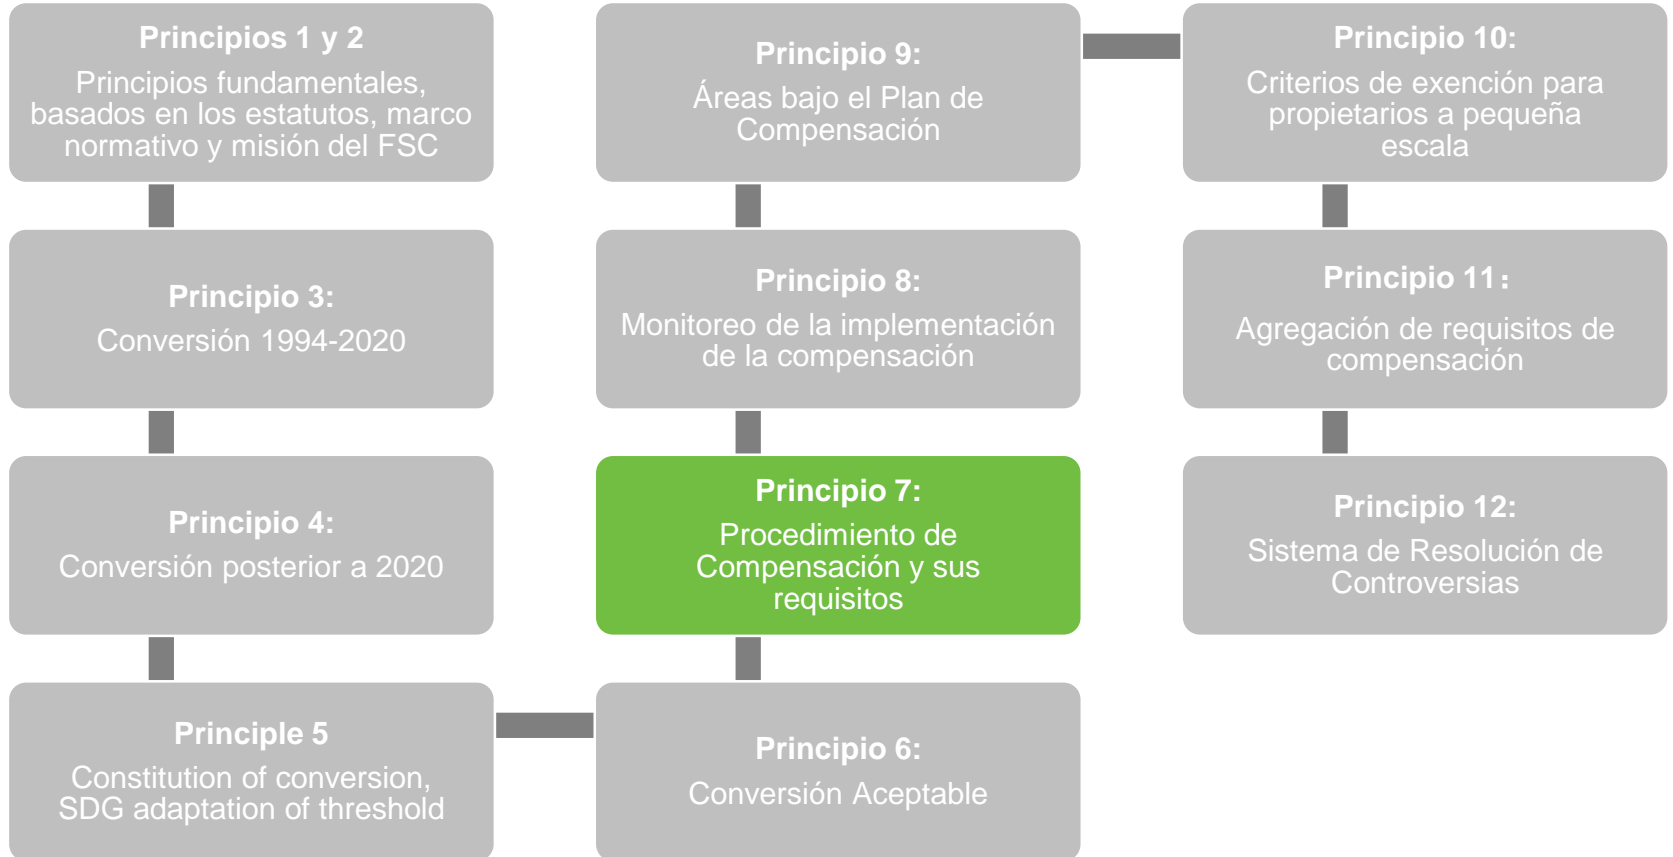 Principios 1 y 2
Principios fundamentales,
basados en los estatutos, marco
normativo y misión del FSC
Principio 3:
Conversión 1994-2020
Principio 4:
Conversión posterior a 2020
Principle 5
Constitution of conversion,
SDG adaptation of threshold
Principio 6:
Conversión Aceptable
Principio 7:
Procedimiento de
Compensación y sus
requisitos
Principio 8:
Monitoreo de la implementación
de la compensación
Principio 9:
Áreas bajo el Plan de
Compensación
Principio 10:
Criterios de exención para
propietarios a pequeña
escala
Principio 11:
Agregación de requisitos de
compensación
Principio 12:
Sistema de Resolución de
Controversias